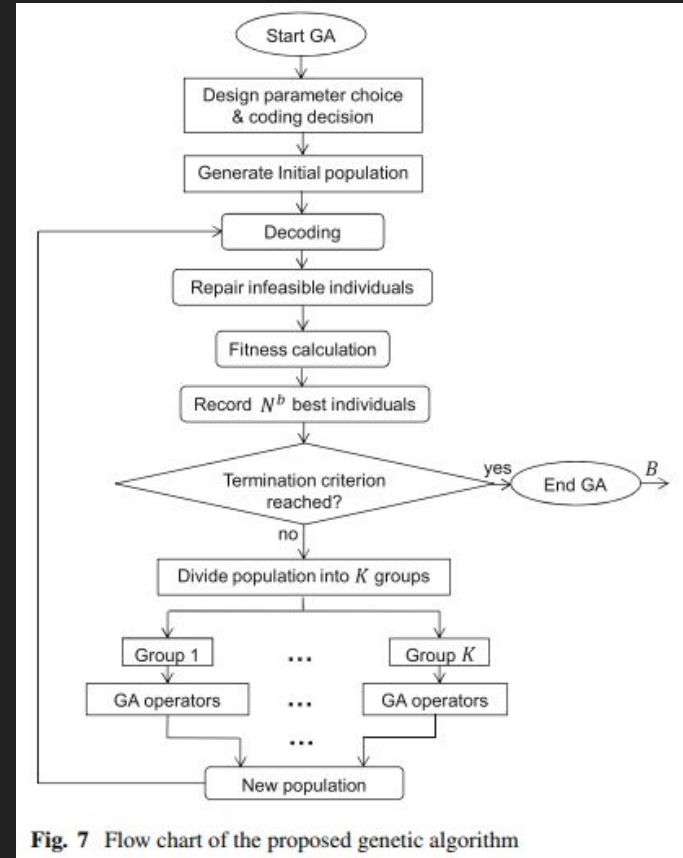 Start GA
Design parameter choice
& coding decision
Generate Initial population
Decoding
Repair infeasible individuals
Fitness calculation
Record N^b best individuals
Termination criterion
reached?
yes
End GA
B
no
Divide population into K groups
Group 1
...
Group K
GA operators
...
GA operators
...
New population
Fig. 7 Flow chart of the proposed genetic algorithm